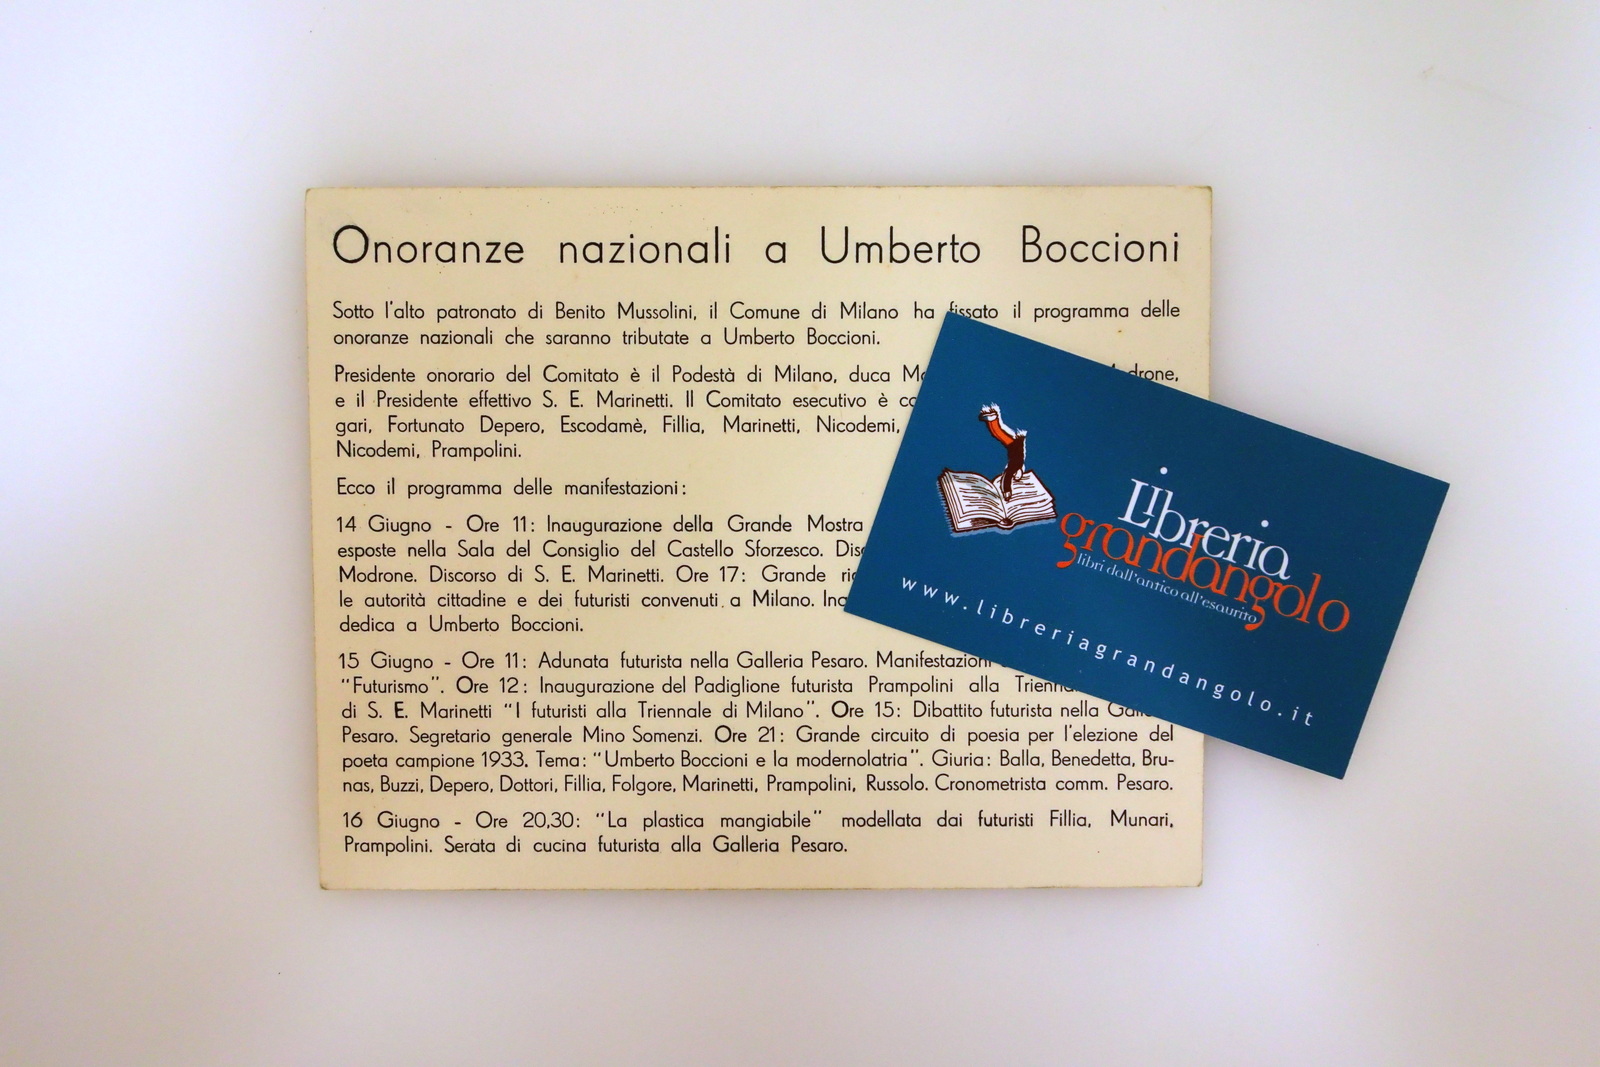 Onoranze nazionali a Umberto Boccioni
Sotto l'alto patronato di Benito Mussolini, il Comune di Milano ha fissato il programma delle
onoranze nazionali che saranno tributate a Umberto Boccioni.
Presidente onorario del Comitato è il Podestà di Milano, duca
e il Presidente effettivo S. E. Marinetti. Il Comitato esecutivo è
gari, Fortunato Depero, Escodamè, Fillia, Marinetti, Nicodemi,
Nicodemi, Prampolini.
Ecco il programma delle manifestazioni:
14 Giugno - Ore 11: Inaugurazione della Grande Mostra
esposte nella Sala del Consiglio del Castello Sforzesco.
Modrone. Discorso di S. E. Marinetti. Ore 17: Grande
le autorità cittadine e dei futuristi convenuti a Milano.
dedica a Umberto Boccioni.
15 Giugno - Ore 11: Adunata futurista nella Galleria Pesaro. Manifestazioni
"Futurismo". Ore 12: Inaugurazione del Padiglione futurista Prampolini alla
di S. E. Marinetti "I futuristi alla Triennale di Milano". Ore 15: Dibattito futurista nella
Pesaro. Segretario generale Mino Somenzi. Ore 21: Grande circuito di poesia per l'elezione del
poeta campione 1933. Tema: "Umberto Boccioni e la modernolatria". Giuria: Balla, Benedetta, Bru-
nas, Buzzi, Depero, Dottori, Fillia, Folgore, Marinetti, Prampolini, Russolo. Cronometrista comm. Pesaro.
16 Giugno - Ore 20,30: "La plastica mangiabile" modellata dai futuristi Fillia, Munari,
Prampolini. Serata di cucina futurista alla Galleria Pesaro.
Libreria
grandangolo
libri dall'antico all'esaurito
www.libreriagrandangolo.it